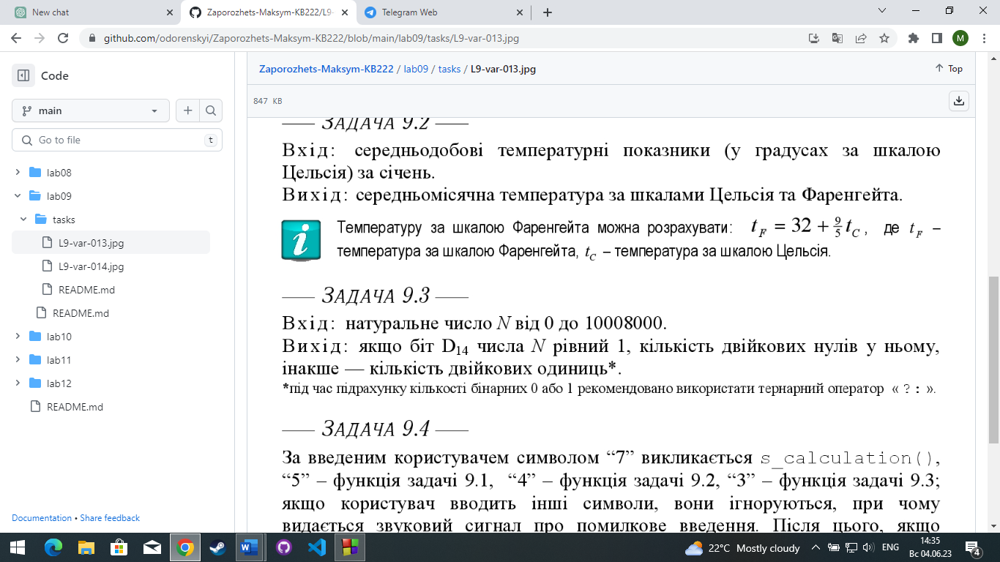 New chat
Zaporozhets-Maksym-KB222/L9-
Telegram Web
github.com/odorenskyi/Zaporozhets-Maksym-KB222/blob/main/lab09/tasks/L9-var-013.jpg
M
Code
main
Go to file
t
lab08
lab09
tasks
L9-var-013.jpg
L9-var-014.jpg
README.md
README.md
lab10
lab11
lab12
README.md
Documentation • Share feedback
Zaporozhets-Maksym-KB222 / lab09 / tasks / L9-var-013.jpg
Top
847 KB
—— ЗАДАЧА 9.2 ——
Вхід: середньодобові температурні показники (у градусах за шкалою
Цельсія) за січень.
Вихід: середньомісячна температура за шкалами Цельсія та Фаренгейта.
i
Температуру за шкалою Фаренгейта можна розрахувати: t_F = 32 + 9/5 t_C, де t_F –
температура за шкалою Фаренгейта, t_C – температура за шкалою Цельсія.
—— ЗАДАЧА 9.3 ——
Вхід: натуральне число N від 0 до 10008000.
Вихід: якщо біт D₁₄ числа N рівний 1, кількість двійкових нулів у ньому,
інакше — кількість двійкових одиниць*.
*під час підрахунку кількості бінарних 0 або 1 рекомендовано використати тернарний оператор « ? : ».
—— ЗАДАЧА 9.4 ——
За введеним користувачем символом “7” викликається s_calculation(),
“5” – функція задачі 9.1, “4” – функція задачі 9.2, “3” – функція задачі 9.3;
якщо користувач вводить інші символи, вони ігноруються, при чому
видається звуковий сигнал про помилкове введення. Після цього, якщо
22°C Mostly cloudy
ENG
14:35
Вс 04.06.23
4